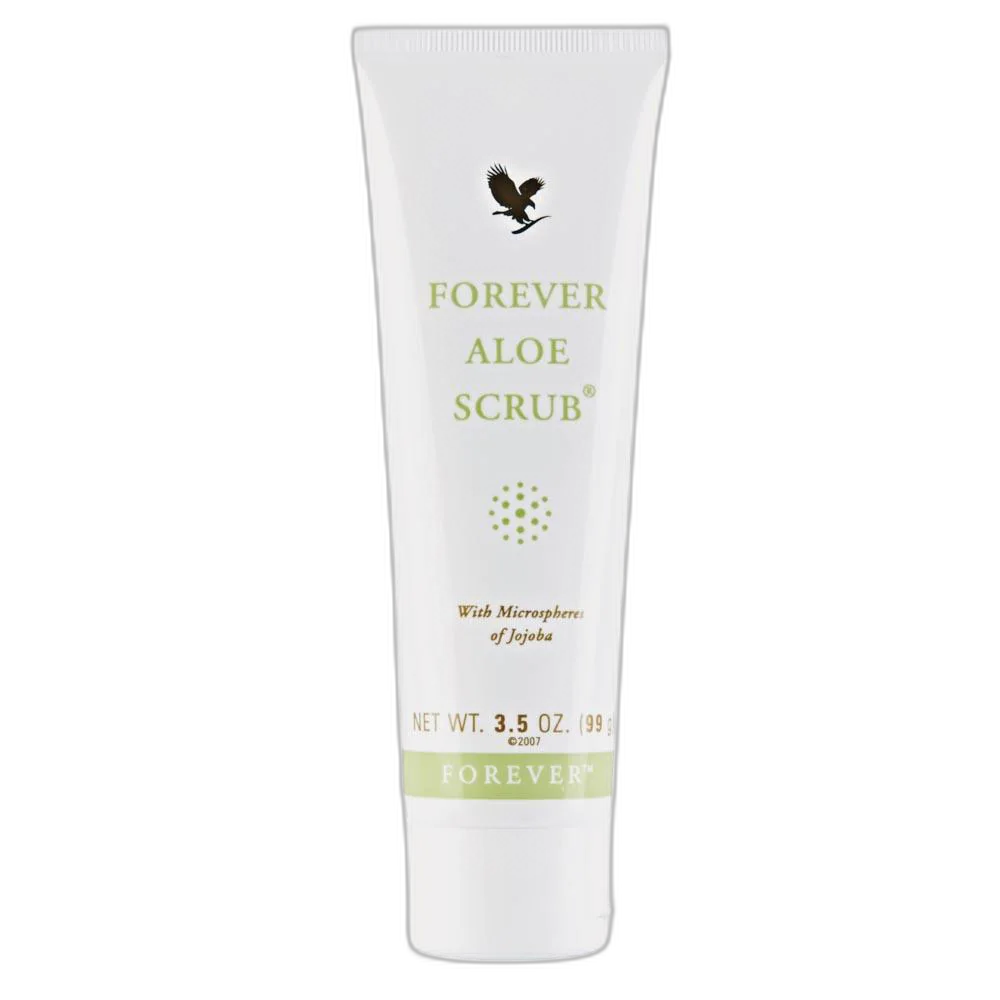 FOREVER
ALOE
SCRUB®
With Microspheres
of Jojoba
NET WT. 3.5 OZ. (99 g
©2007
FOREVER™